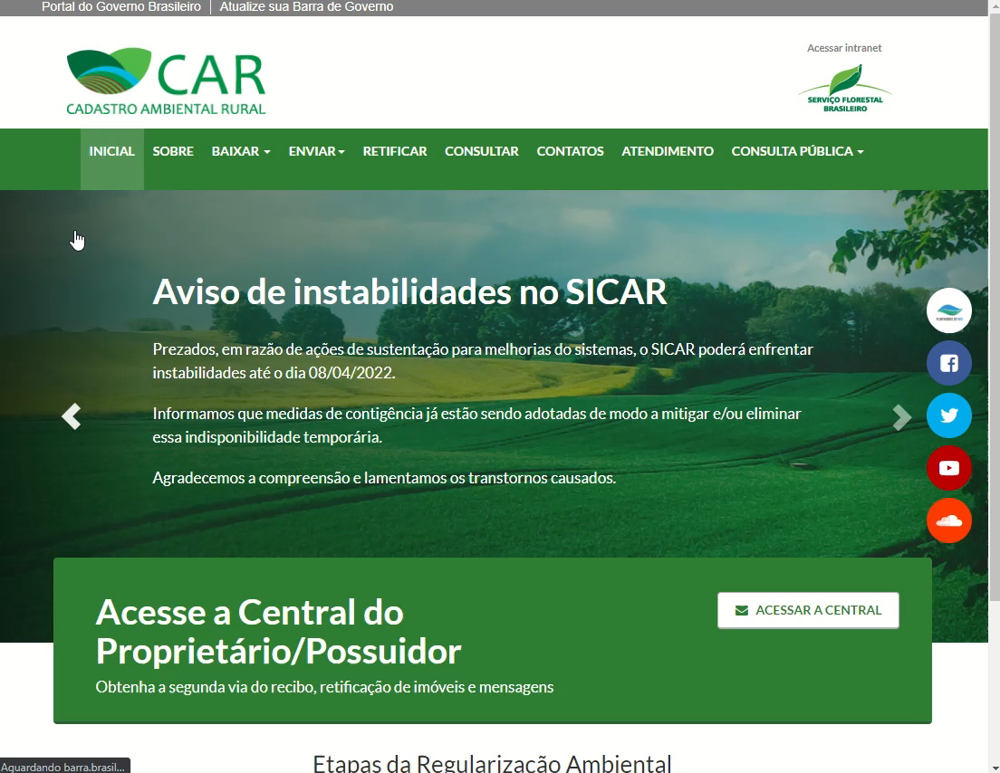 Portal do Governo Brasileiro
Atualize sua Barra de Governo
CAR
CADASTRO AMBIENTAL RURAL
Acessar intranet
SERVIÇO FLORESTAL
BRASILEIRO
INICIAL SOBRE BAIXAR ENVIAR RETIFICAR CONSULTAR CONTATOS ATENDIMENTO CONSULTA PÚBLICA
Aviso de instabilidades no SICAR
Prezados, em razão de ações de sustentação para melhorias do sistemas, o SICAR poderá enfrentar
instabilidades até o dia 08/04/2022.
Informamos que medidas de contigência já estão sendo adotadas de modo a mitigar e/ou eliminar
essa indisponibilidade temporária.
Agradecemos a compreensão e lamentamos os transtornos causados.
Acesse a Central do
Proprietário/Possuidor
Obtenha a segunda via do recibo, retificação de imóveis e mensagens
ACESSAR A CENTRAL
Etapas da Regularização Ambiental
Aguardando barra.brasil...